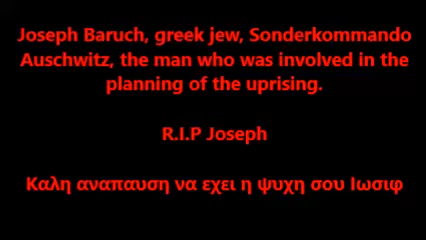 Joseph Baruch, greek jew, Sonderkommando
Auschwitz, the man who was involved in the
planning of the uprising.
R.I.P Joseph
Καλη αναπαυση να εχει η ψυχη σου Ιωσιφ